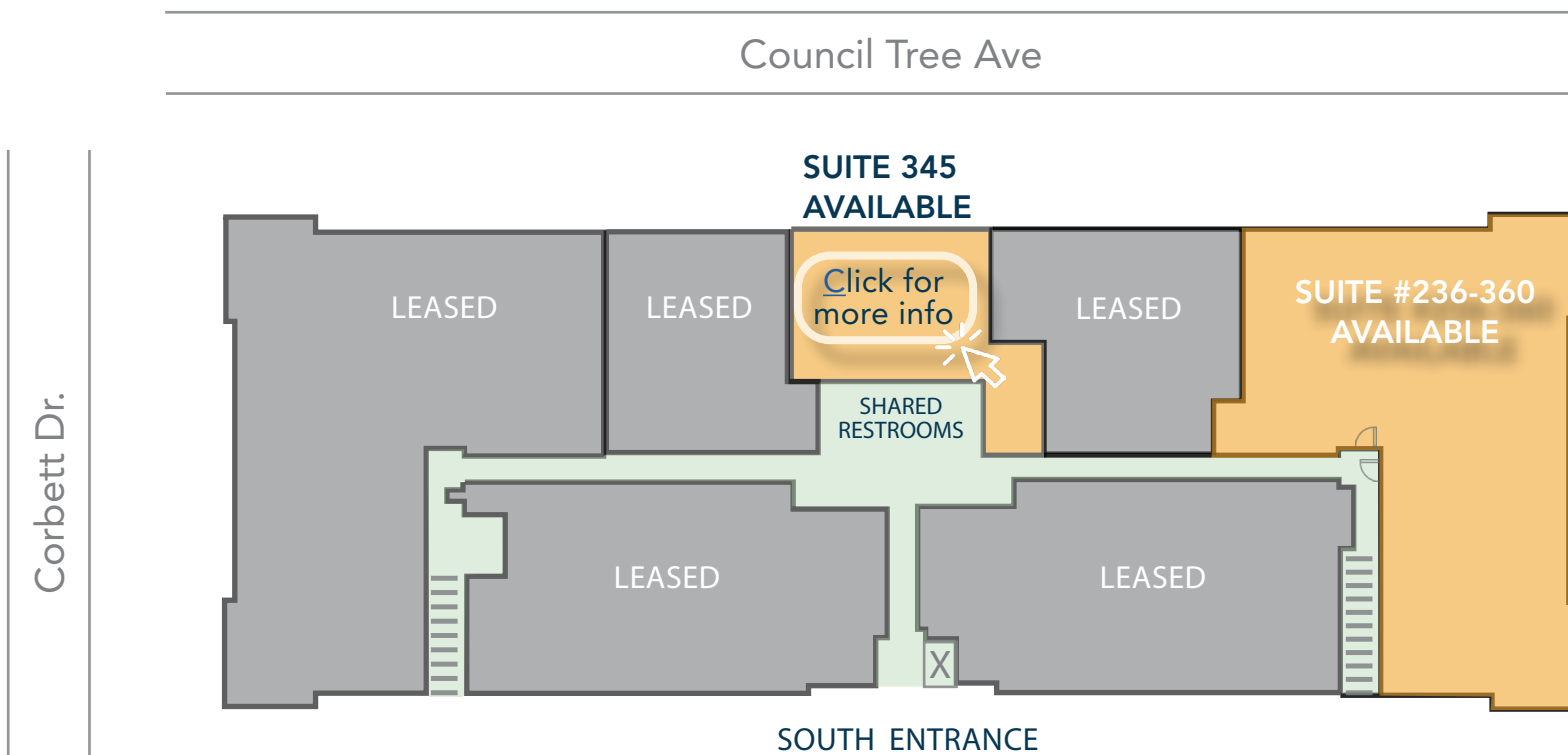 Council Tree Ave
SUITE 345
AVAILABLE
LEASED
LEASED
Click for
more info
LEASED
SUITE #236-360
AVAILABLE
SHARED
RESTROOMS
Corbett Dr.
LEASED
LEASED
X
SOUTH ENTRANCE